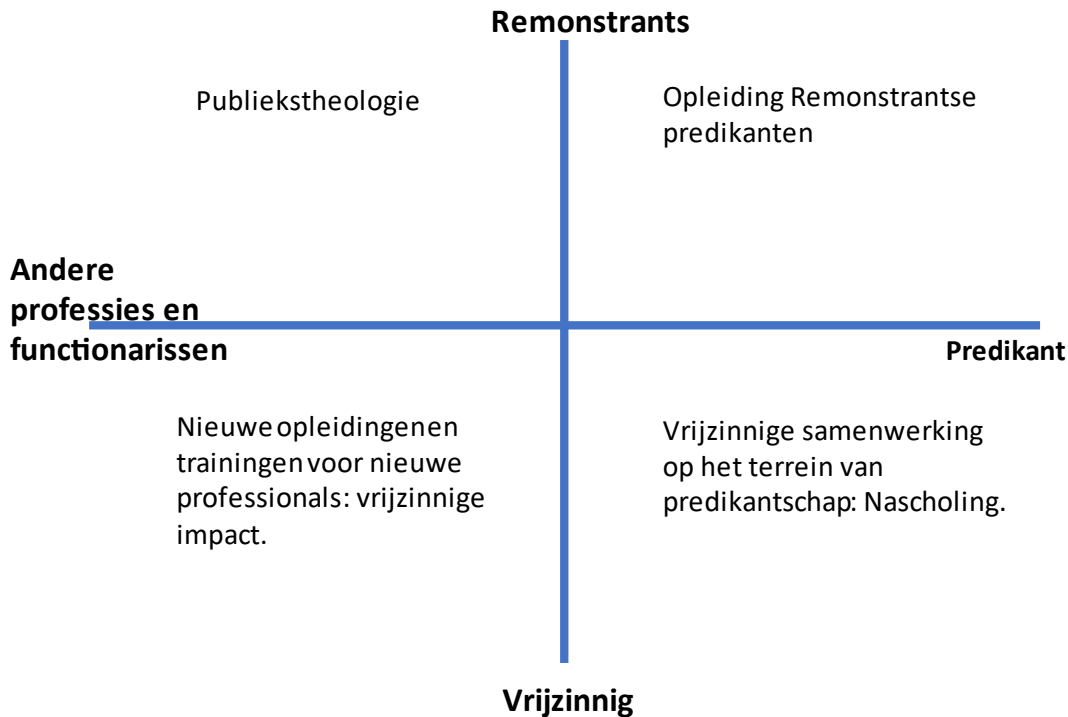 Remonstrants
Publiekstheologie
Opleiding Remonstrantse
predikanten
Andere
professies en
functionarissen
Predikant
Nieuwe opleidingen en
trainingen voor nieuwe
professionals: vrijzinnige
impact.
Vrijzinnige samenwerking
op het terrein van
predikantschap: Nascholing.
Vrijzinnig